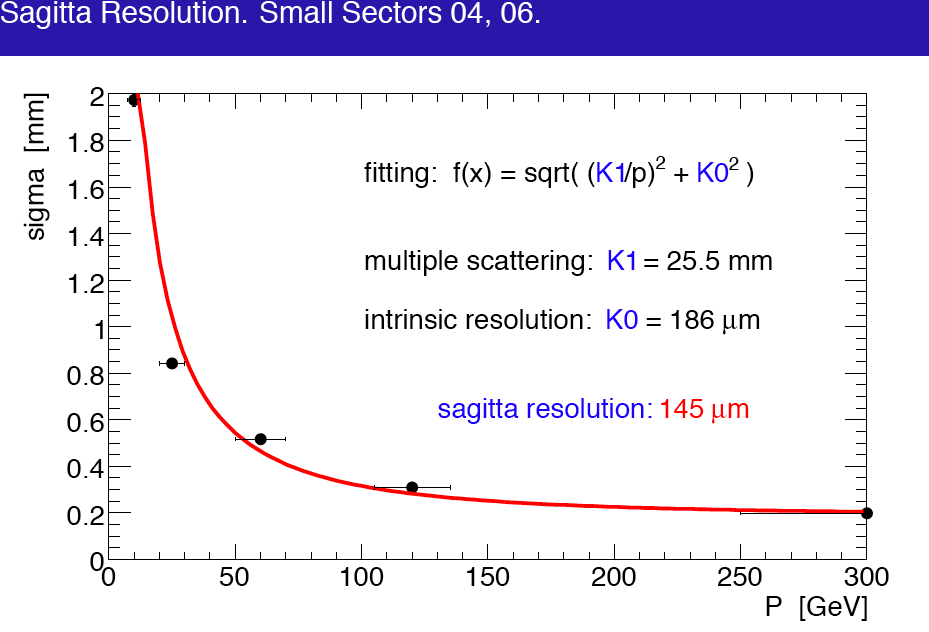 Sagitta Resolution. Small Sectors 04, 06.
sigma [mm]
2
1.8
1.6
1.4
1.2
1
0.8
0.6
0.4
0.2
0
fitting: f(x) = sqrt( (K1/p)² + K0² )
multiple scattering: K1 = 25.5 mm
intrinsic resolution: K0 = 186 μm
sagitta resolution: 145 μm
0 50 100 150 200 250 300
P [GeV]